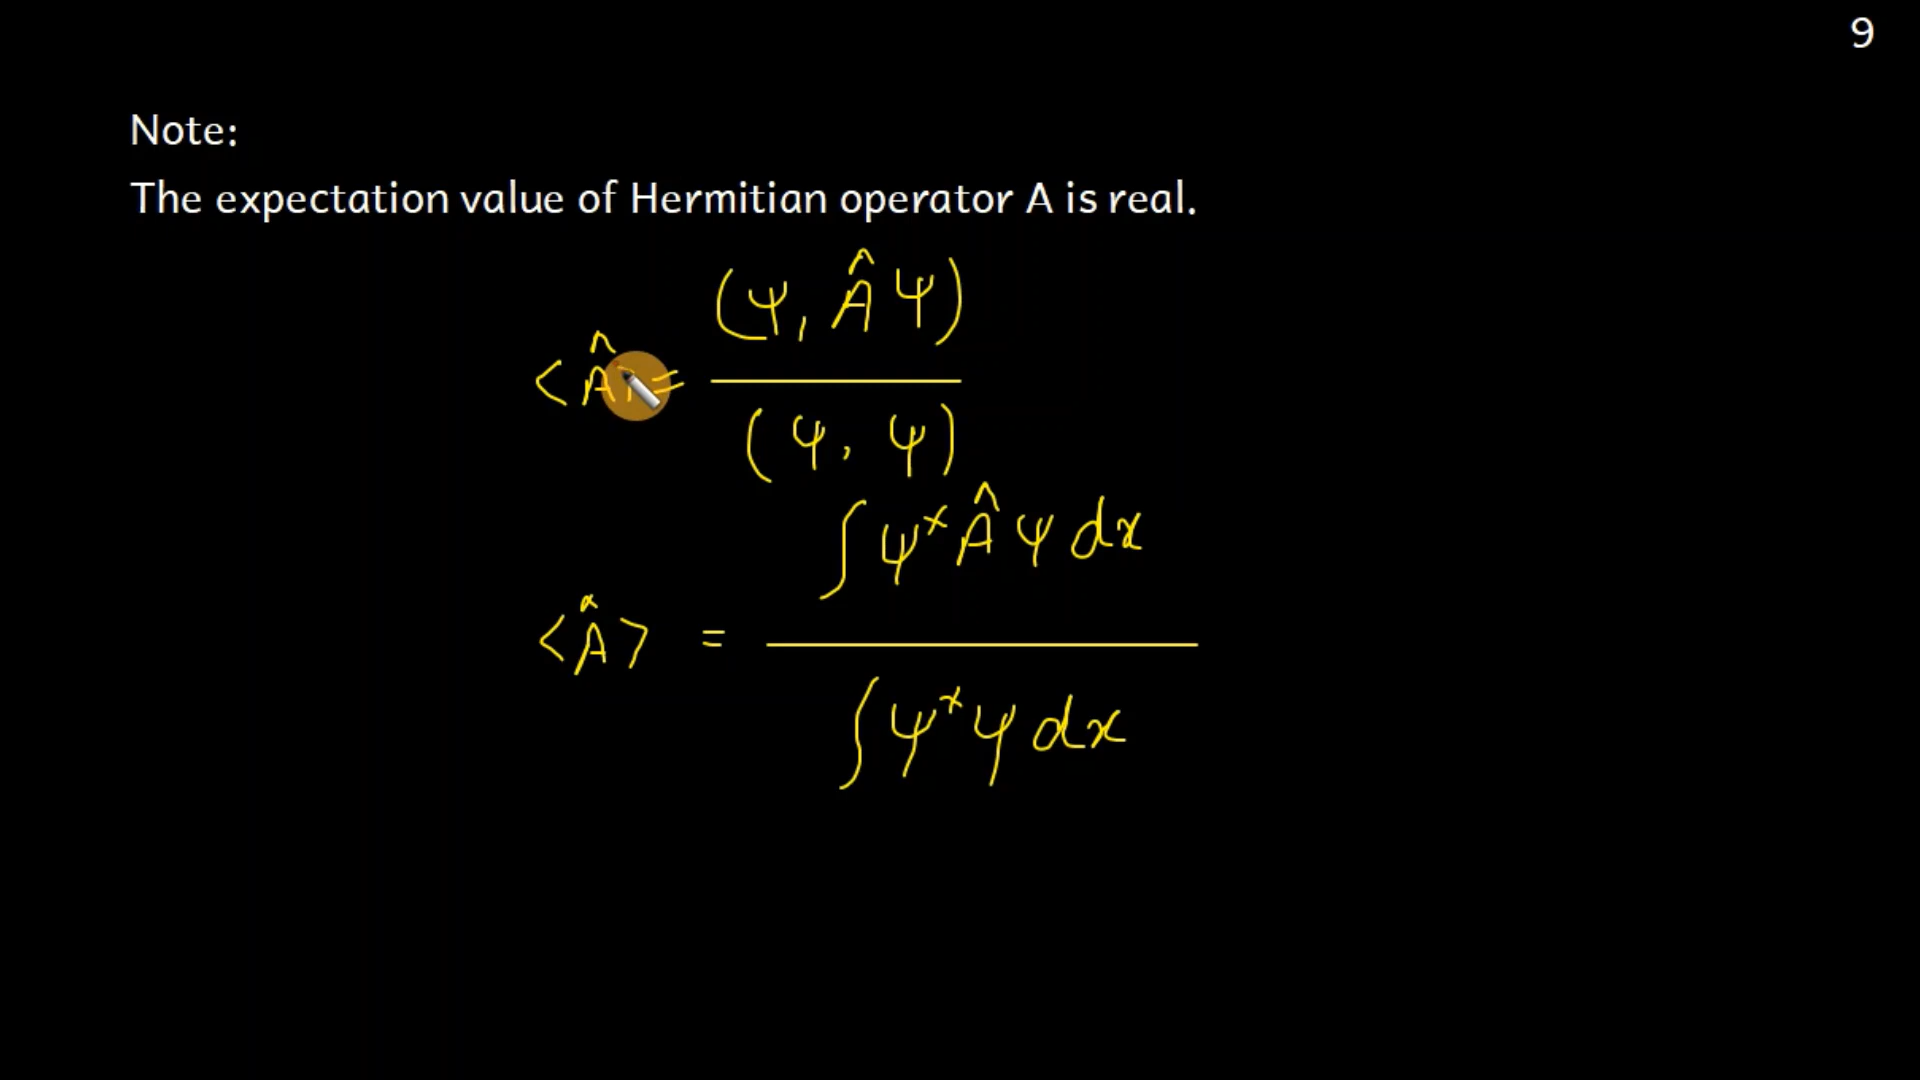 9
Note:
The expectation value of Hermitian operator A is real.
(ψ, Âψ)
<Â> =
(ψ, ψ)
∫ψ*Âψ dx
<Â> =
∫ψ*ψ dx